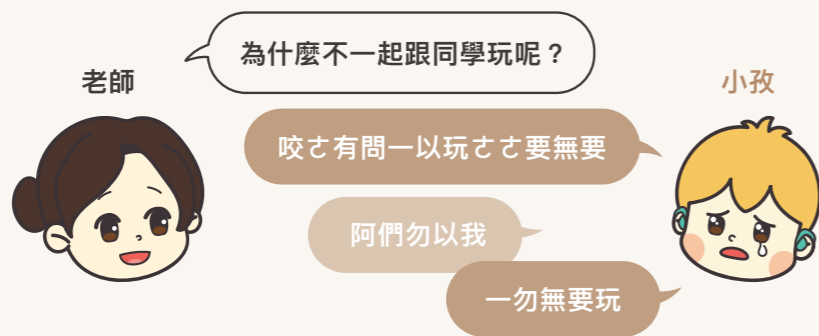 為什麼不一起跟同學玩呢？
老師
小孜
咬ㄜ有問一以玩ㄜㄜ要無要
阿們勿以我
一勿無要玩